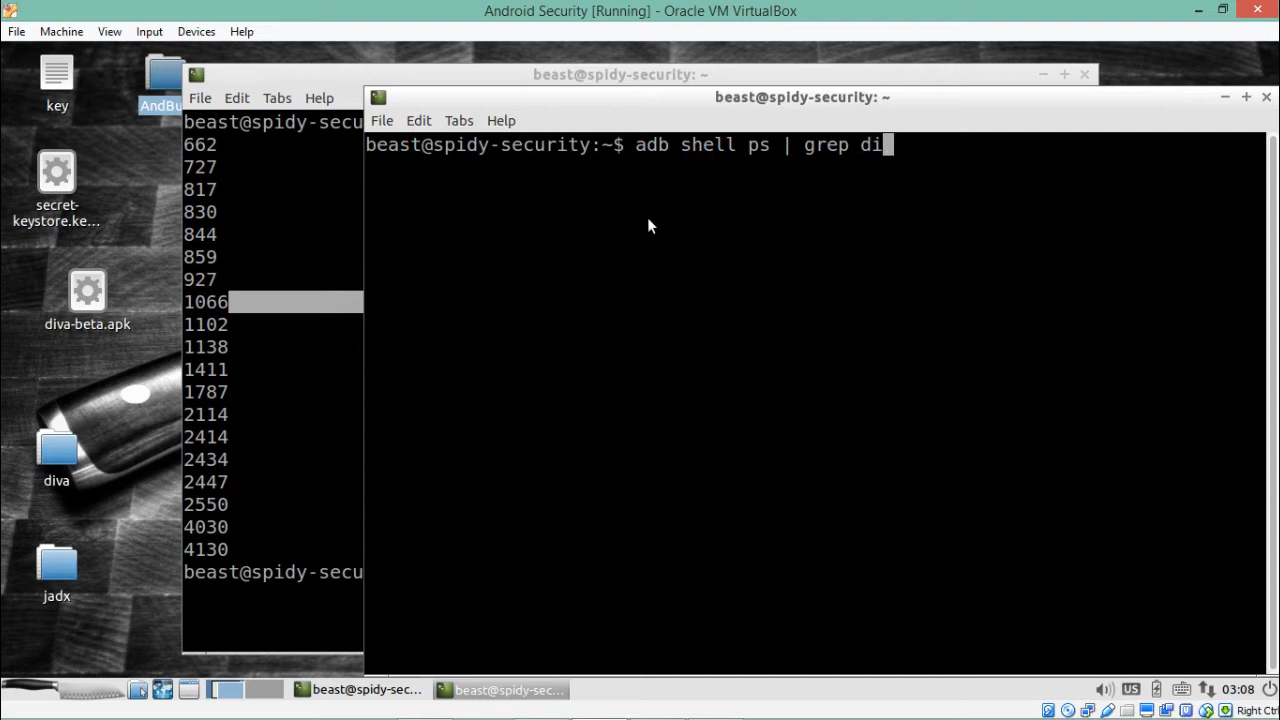 Android Security [Running] - Oracle VM VirtualBox
File Machine View Input Devices Help
key
AndBu
secret-
keystore.ke...
diva-beta.apk
diva
jadx
beast@spidy-security: ~
File Edit Tabs Help
beast@spidy-secu
662
727
817
830
844
859
927
1066
1102
1138
1411
1787
2114
2414
2434
2447
2550
4030
4130
beast@spidy-secu
beast@spidy-security: ~
File Edit Tabs Help
beast@spidy-security:~$ adb shell ps | grep di
beast@spidy-sec...
beast@spidy-sec...
US
03:08
Right Ctrl